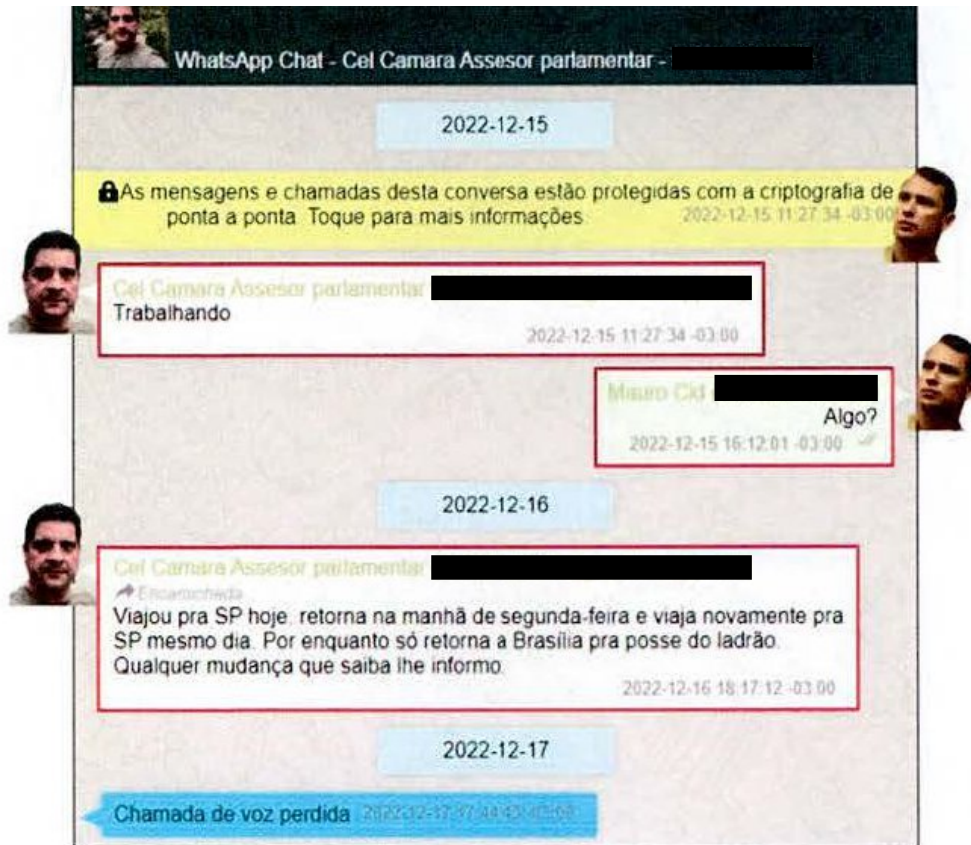 WhatsApp Chat - Cel Camara Assesor parlamentar -
2022-12-15
As mensagens e chamadas desta conversa estão protegidas com a criptografia de
ponta a ponta. Toque para mais informações
2022-12-15 11:27:34 -03:00
Cel Camara Assesor parlamentar
Trabalhando
2022-12-15 11:27:34 -03:00
Mauro Cid
Algo?
2022-12-15 16:12:01 -03:00
2022-12-16
Cel Camara Assesor parlamentar
Encaminhada
Viajou pra SP hoje. retorna na manhã de segunda-feira e viaja novamente pra
SP mesmo dia. Por enquanto só retorna a Brasília pra posse do ladrão.
Qualquer mudança que saiba lhe informo.
2022-12-16 18:17:12 -03:00
2022-12-17
Chamada de voz perdida